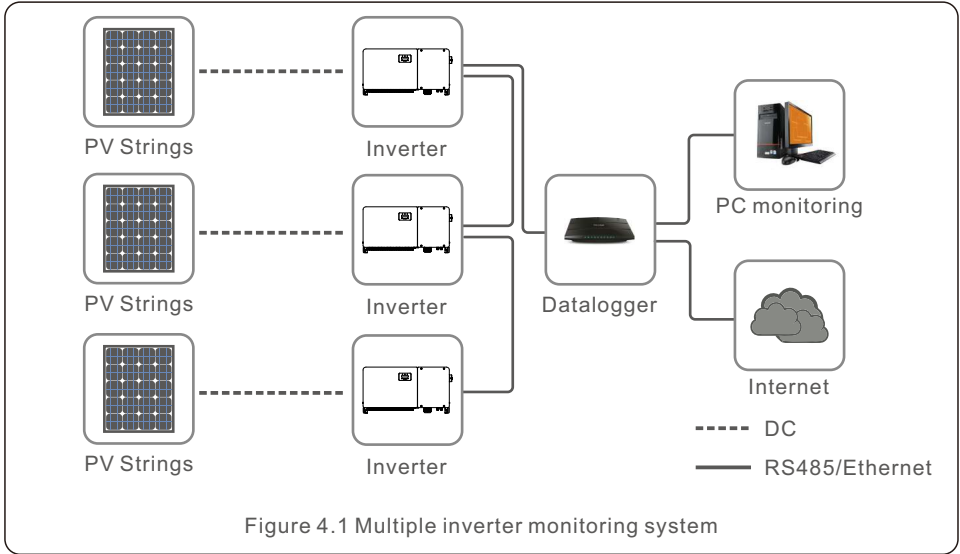 PV Strings
Inverter
PC monitoring
PV Strings
Inverter
Datalogger
Internet
DC
PV Strings
Inverter
RS485/Ethernet
Figure 4.1 Multiple inverter monitoring system